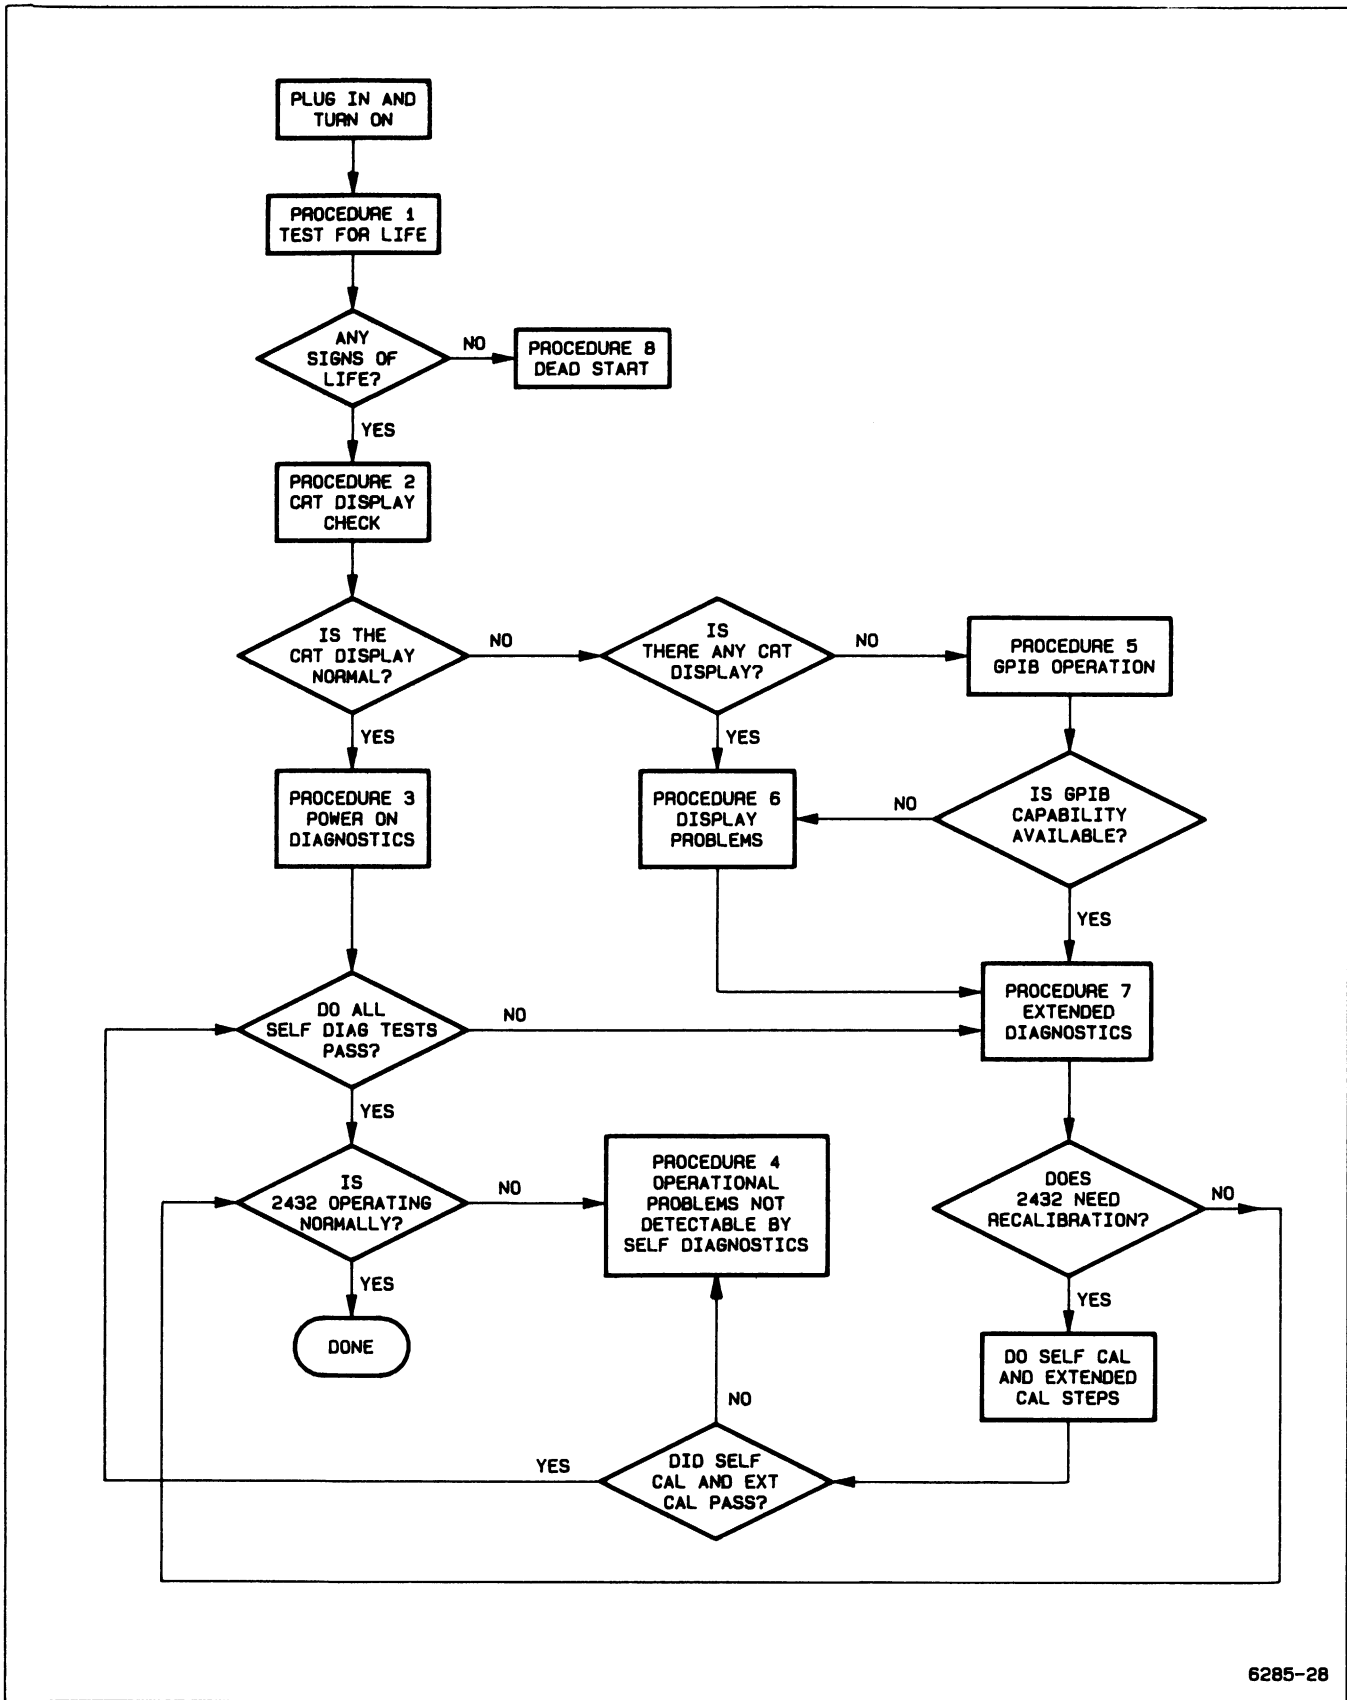 PLUG IN AND
TURN ON
PROCEDURE 1
TEST FOR LIFE
ANY
SIGNS OF
LIFE?
NO
PROCEDURE 8
DEAD START
YES
PROCEDURE 2
CRT DISPLAY
CHECK
IS THE
CRT DISPLAY
NORMAL?
NO
IS
THERE ANY CRT
DISPLAY?
NO
PROCEDURE 5
GPIB OPERATION
YES
YES
PROCEDURE 3
POWER ON
DIAGNOSTICS
PROCEDURE 6
DISPLAY
PROBLEMS
NO
IS GPIB
CAPABILITY
AVAILABLE?
YES
DO ALL
SELF DIAG TESTS
PASS?
NO
PROCEDURE 7
EXTENDED
DIAGNOSTICS
YES
IS
2432 OPERATING
NORMALLY?
NO
PROCEDURE 4
OPERATIONAL
PROBLEMS NOT
DETECTABLE BY
SELF DIAGNOSTICS
DOES
2432 NEED
RECALIBRATION?
NO
YES
DONE
YES
DO SELF CAL
AND EXTENDED
CAL STEPS
NO
YES
DID SELF
CAL AND EXT
CAL PASS?
6285-28